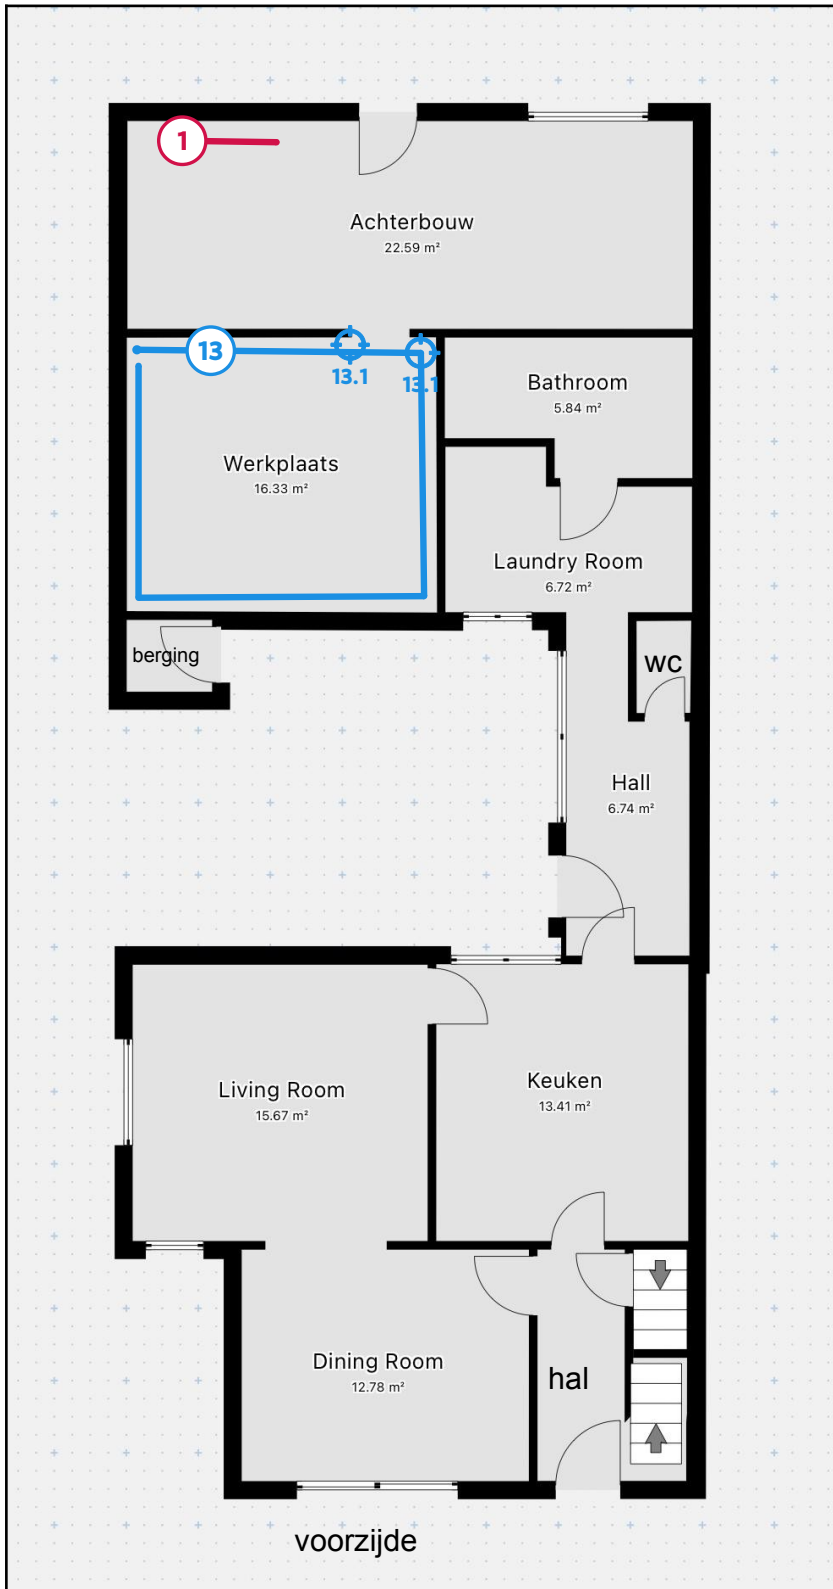 1
Achterbouw
22.59 m²
13
13.1
13.1
Bathroom
5.84 m²
Werkplaats
16.33 m²
Laundry Room
6.72 m²
berging
wc
Hall
6.74 m²
Living Room
15.67 m²
Keuken
13.41 m²
Dining Room
12.78 m²
hal
voorzijde